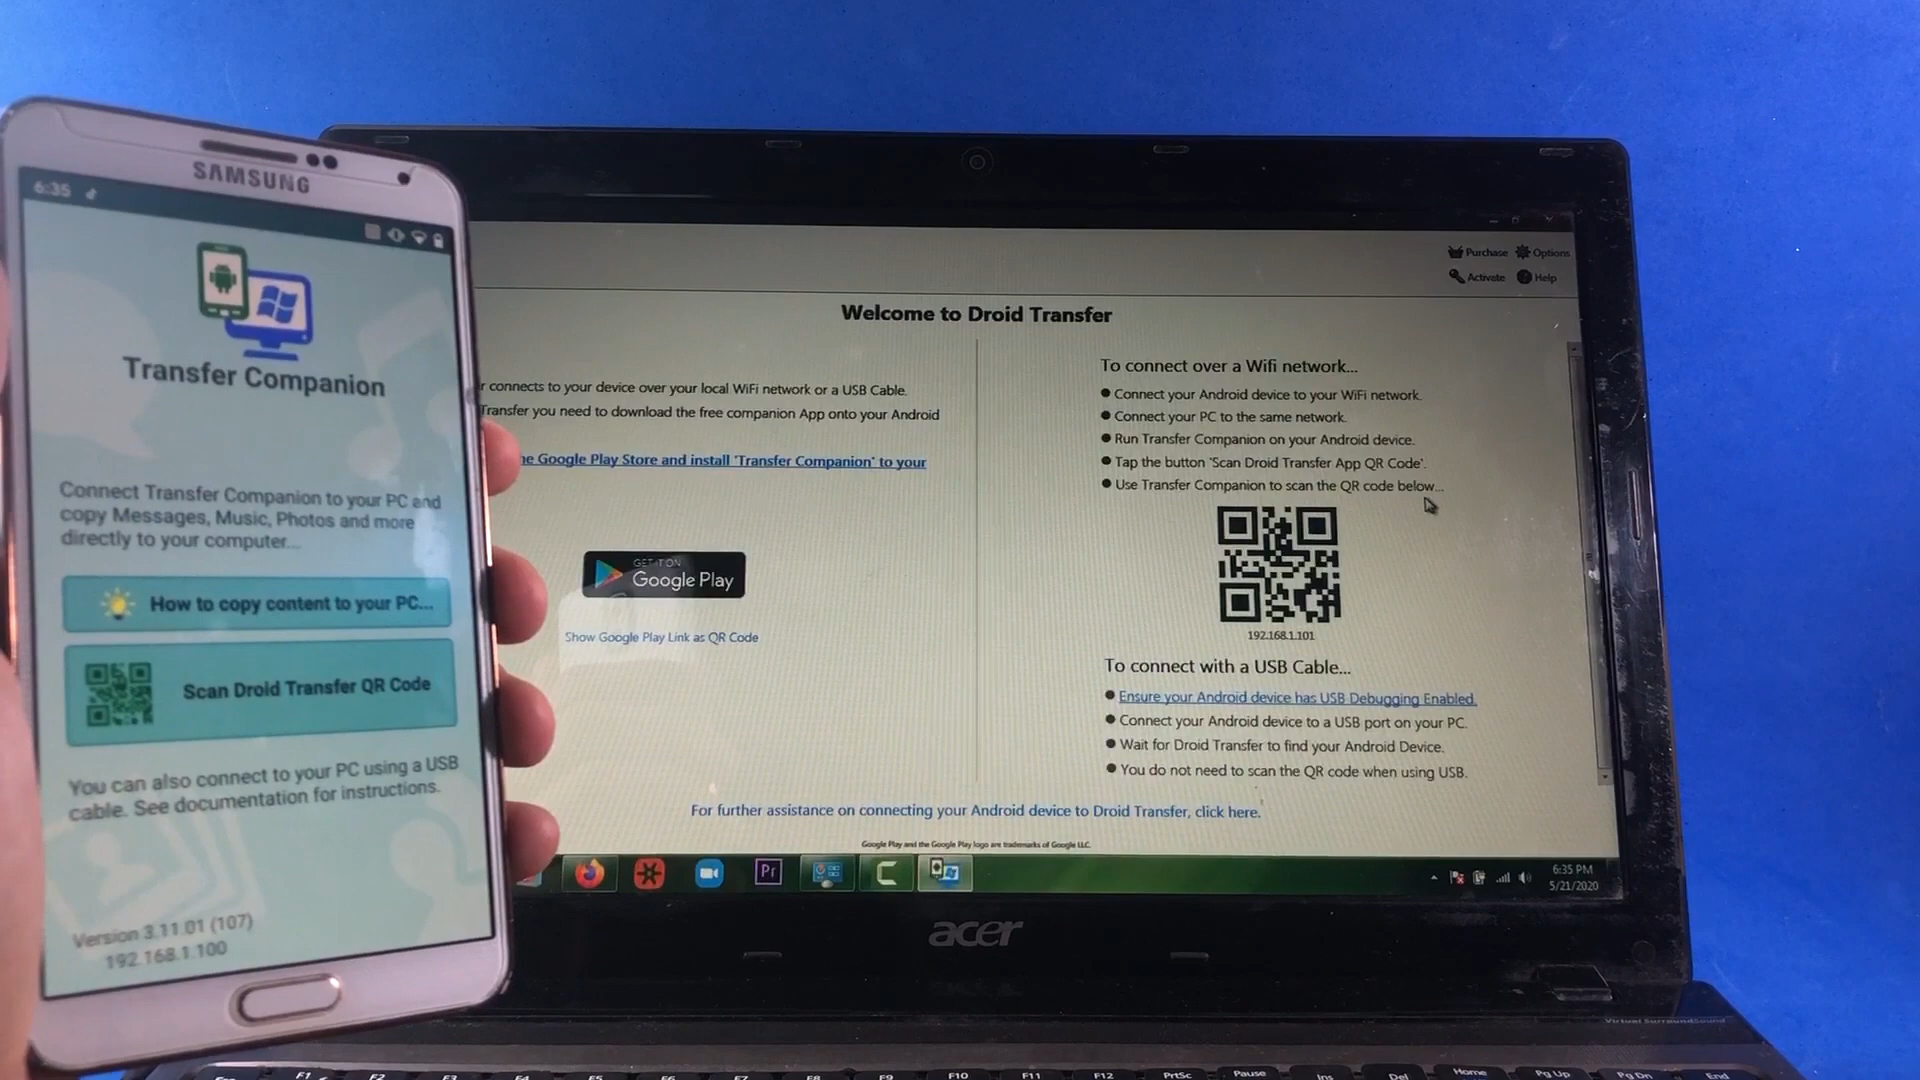 SAMSUNG
6:35
Transfer Companion
Connect Transfer Companion to your PC and
copy Messages, Music, Photos and more
directly to your computer...
How to copy content to your PC...
Scan Droid Transfer QR Code
You can also connect to your PC using a USB
cable. See documentation for instructions.
Version 3.11.01 (107)
192.168.1.100
Purchase Options
Activate Help
Welcome to Droid Transfer
connects to your device over your local WiFi network or a USB Cable.
Transfer you need to download the free companion App onto your Android
Google Play Store and install 'Transfer Companion' to your
GET IT ON
Google Play
Show Google Play Link as QR Code
To connect over a Wifi network...
Connect your Android device to your WiFi network.
Connect your PC to the same network.
Run Transfer Companion on your Android device.
Tap the button 'Scan Droid Transfer App QR Code'.
Use Transfer Companion to scan the QR code below...
192.168.1.101
To connect with a USB Cable...
Ensure your Android device has USB Debugging Enabled.
Connect your Android device to a USB port on your PC.
Wait for Droid Transfer to find your Android Device.
You do not need to scan the QR code when using USB.
For further assistance on connecting your Android device to Droid Transfer, click here.
Google Play and the Google Play logo are trademarks of Google LLC.
Pr
6:35 PM
5/21/2020
acer
Virtual SurroundSound
F1 F2 F3 F4 F5 F6 F7 F8 F9 F10 F11 F12 PrtSc Pause Ins Del Home Pg Up Pg Dn End